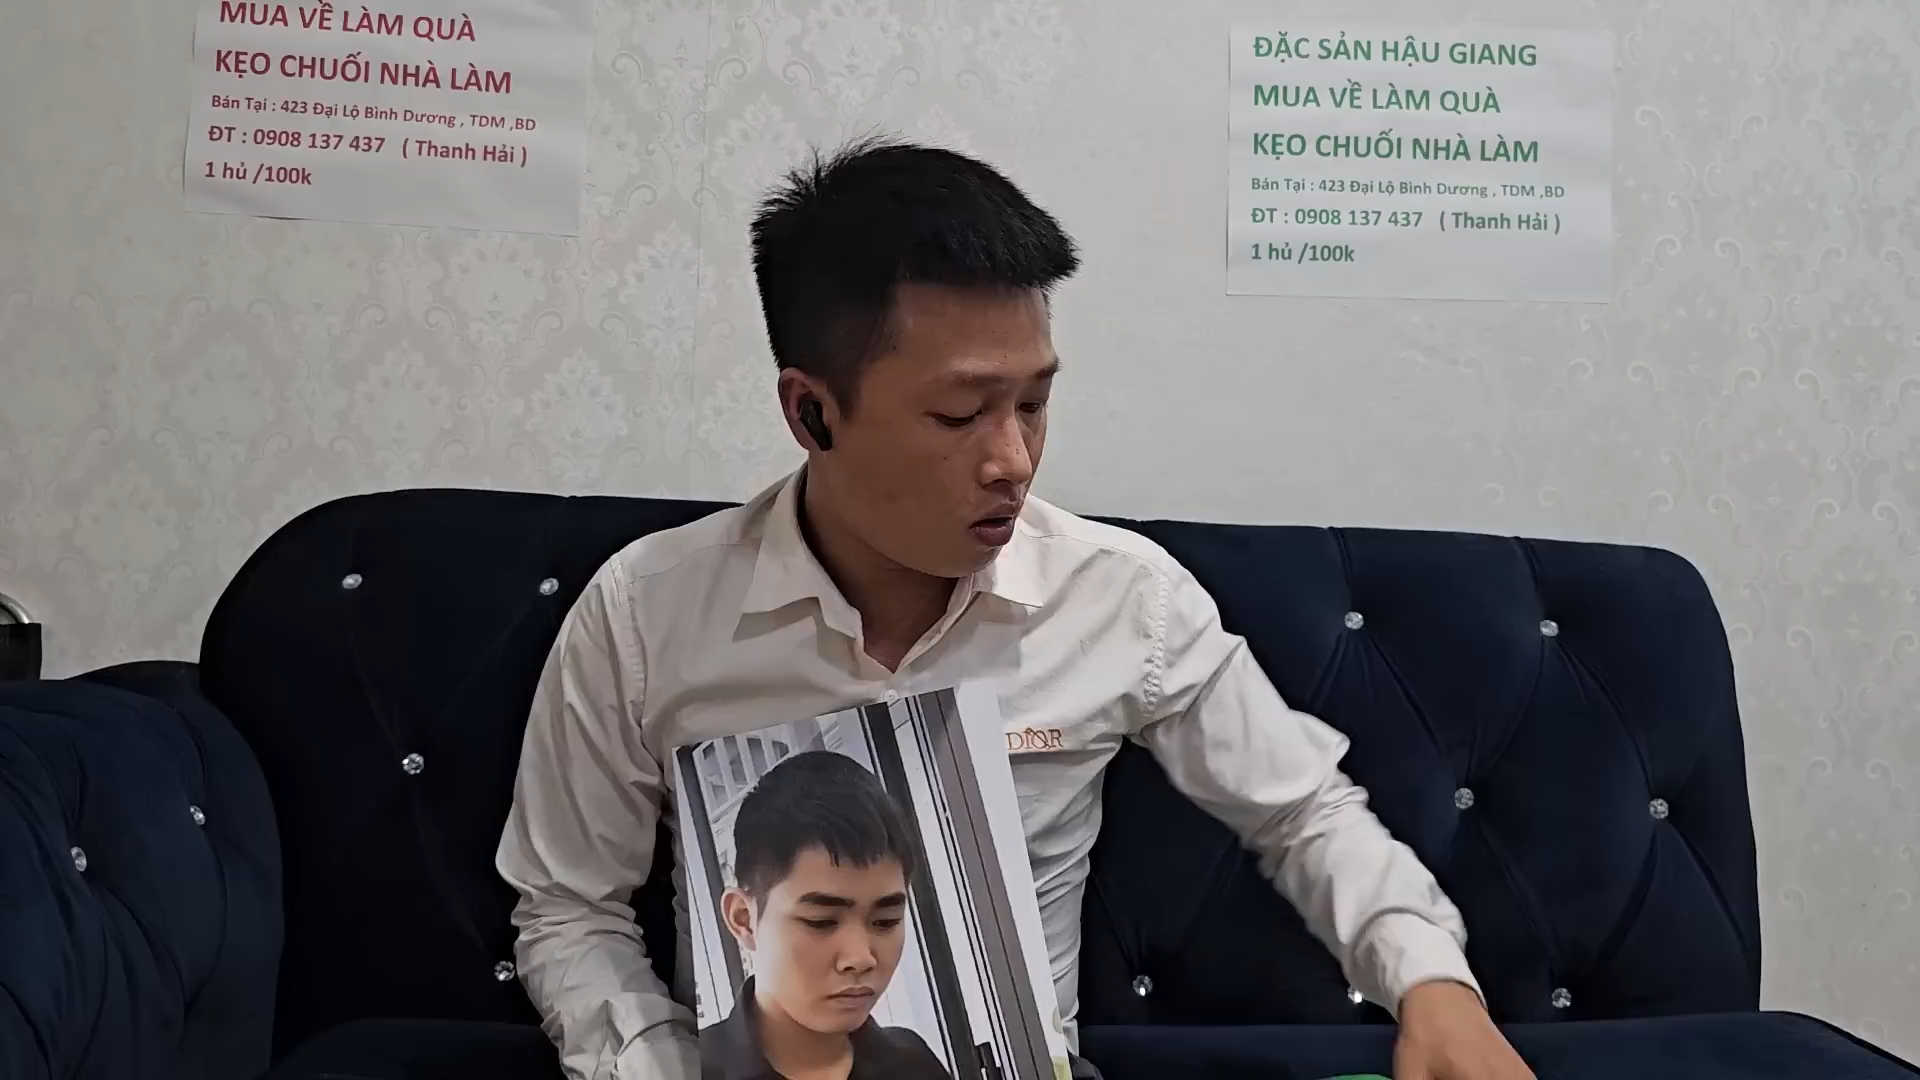 MUA VỀ LÀM QUÀ
KẸO CHUỐI NHÀ LÀM
Bán Tại : 423 Đại Lộ Bình Dương , TDM ,BD
ĐT : 0908 137 437 ( Thanh Hải )
1 hủ /100k
ĐẶC SẢN HẬU GIANG
MUA VỀ LÀM QUÀ
KẸO CHUỐI NHÀ LÀM
Bán Tại : 423 Đại Lộ Bình Dương , TDM ,BD
ĐT : 0908 137 437 ( Thanh Hải )
1 hủ /100k
DIOR